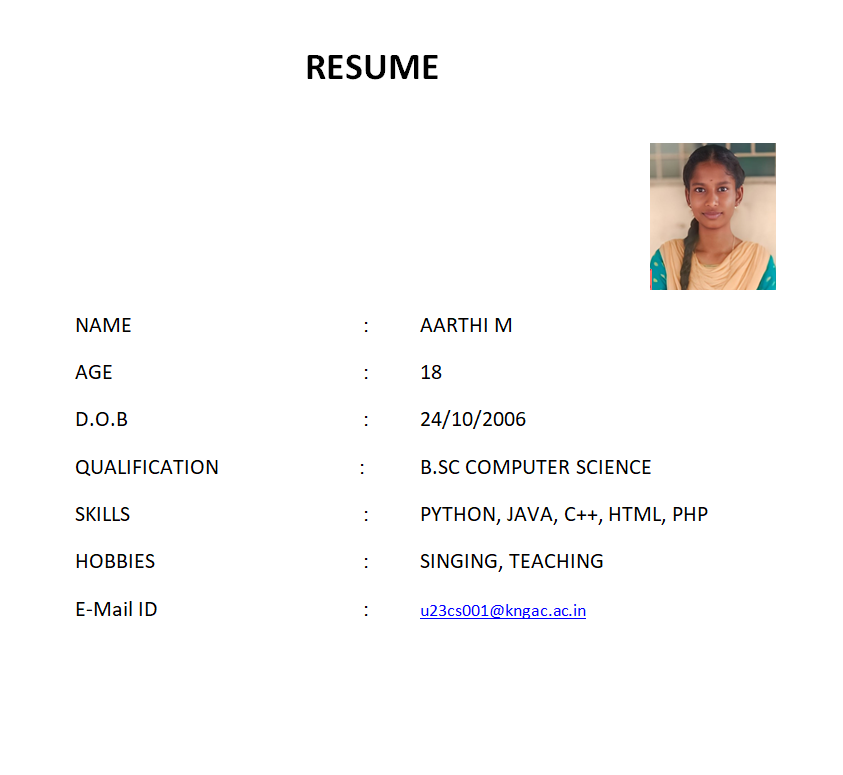 RESUME
NAME : AARTHI M
AGE : 18
D.O.B : 24/10/2006
QUALIFICATION : B.SC COMPUTER SCIENCE
SKILLS : PYTHON, JAVA, C++, HTML, PHP
HOBBIES : SINGING, TEACHING
E-Mail ID : u23cs001@kngac.ac.in